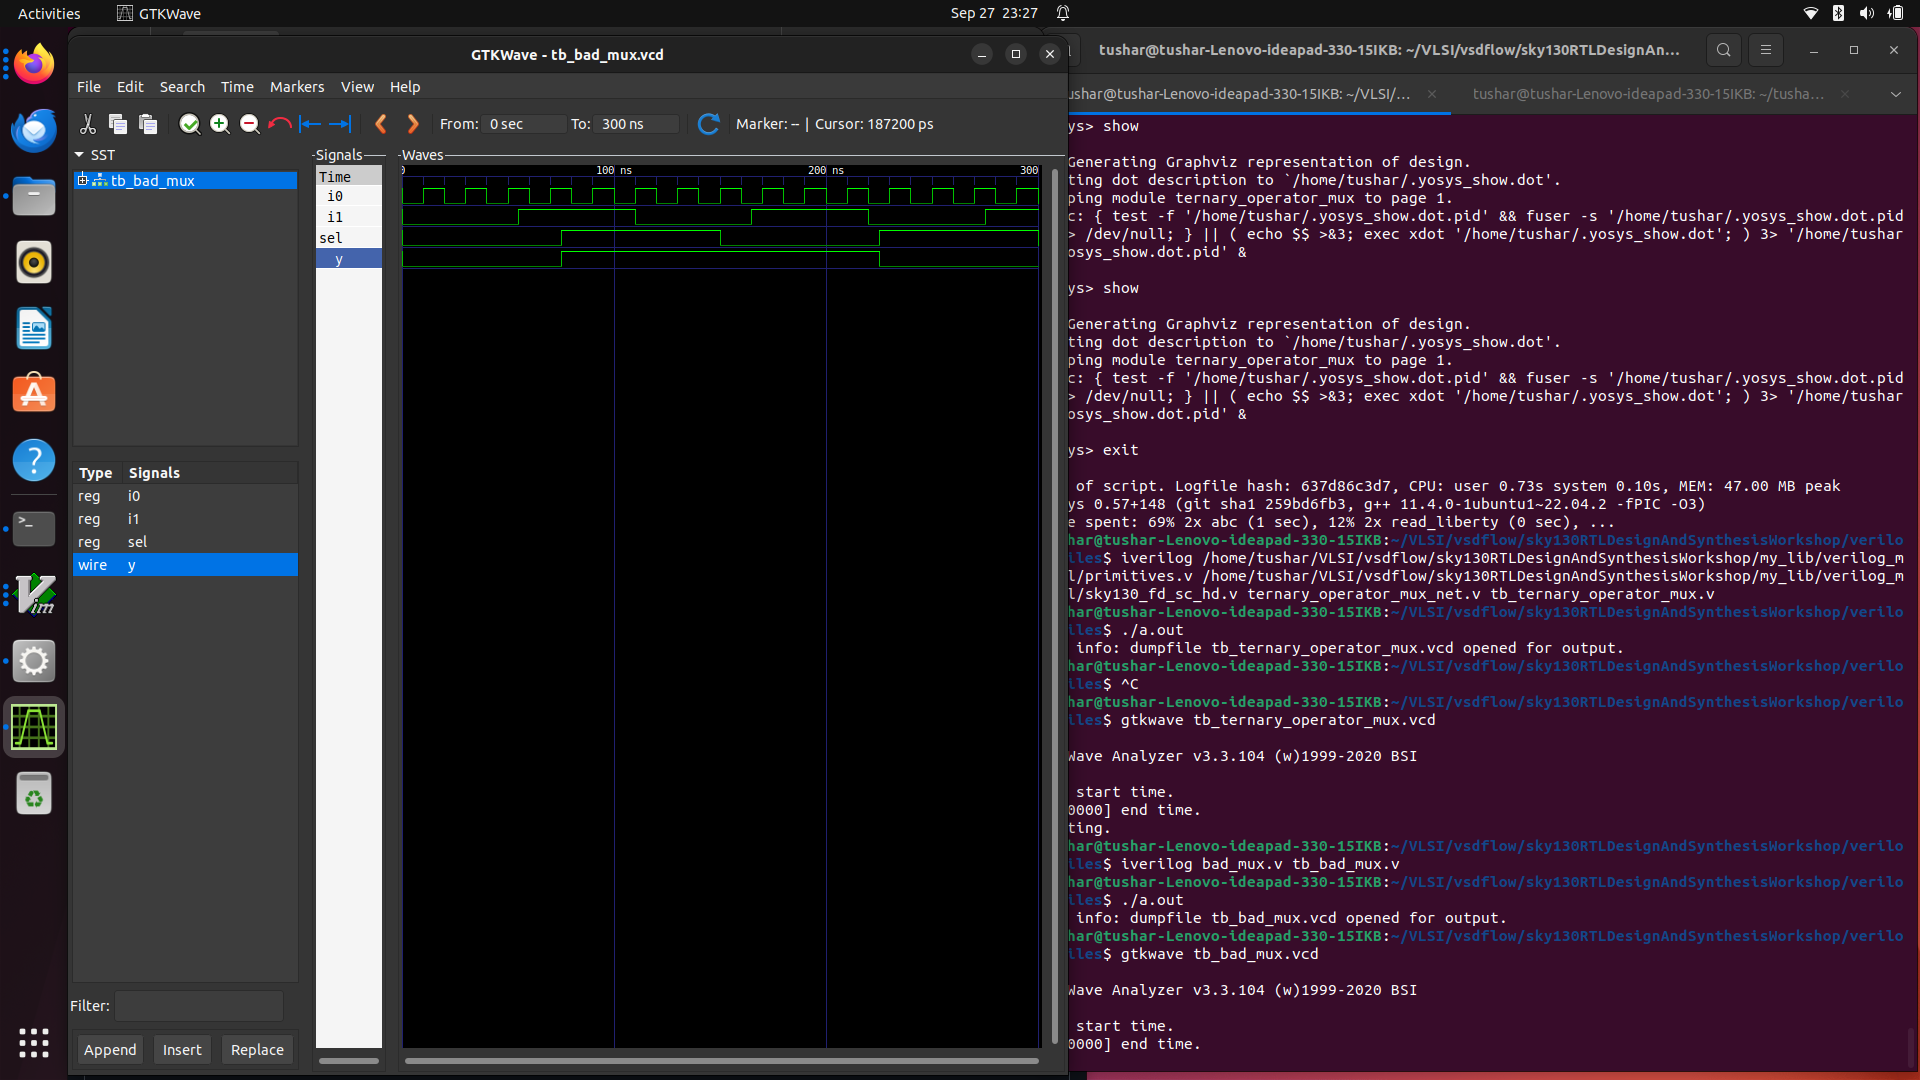 Activities
GTKWave
Sep 27 23:27
GTKWave - tb_bad_mux.vcd
File Edit Search Time Markers View Help
From: 0 sec To: 300 ns Marker: -- | Cursor: 187200 ps
SST
tb_bad_mux
Type Signals
reg i0
reg i1
reg sel
wire y
Filter:
Append Insert Replace
Signals
Time
i0
i1
sel
y
Waves
0 100 ns 200 ns 300
tushar@tushar-Lenovo-ideapad-330-15IKB: ~/VLSI/vsdflow/sky130RTLDesignAn...
ushar@tushar-Lenovo-ideapad-330-15IKB: ~/VLSI/... tushar@tushar-Lenovo-ideapad-330-15IKB: ~/tusha...
ys> show
Generating Graphviz representation of design.
ting dot description to `/home/tushar/.yosys_show.dot'.
ping module ternary_operator_mux to page 1.
c: { test -f '/home/tushar/.yosys_show.dot.pid' && fuser -s '/home/tushar/.yosys_show.dot.pid
> /dev/null; } || ( echo $$ >&3; exec xdot '/home/tushar/.yosys_show.dot'; ) 3> '/home/tushar
osys_show.dot.pid' &
ys> show
Generating Graphviz representation of design.
ting dot description to `/home/tushar/.yosys_show.dot'.
ping module ternary_operator_mux to page 1.
c: { test -f '/home/tushar/.yosys_show.dot.pid' && fuser -s '/home/tushar/.yosys_show.dot.pid
> /dev/null; } || ( echo $$ >&3; exec xdot '/home/tushar/.yosys_show.dot'; ) 3> '/home/tushar
osys_show.dot.pid' &
ys> exit
of script. Logfile hash: 637d86c3d7, CPU: user 0.73s system 0.10s, MEM: 47.00 MB peak
ys 0.57+148 (git sha1 259bd6fb3, g++ 11.4.0-1ubuntu1~22.04.2 -fPIC -O3)
e spent: 69% 2x abc (1 sec), 12% 2x read_liberty (0 sec), ...
har@tushar-Lenovo-ideapad-330-15IKB:~/VLSI/vsdflow/sky130RTLDesignAndSynthesisWorkshop/verilo
iles$ iverilog /home/tushar/VLSI/vsdflow/sky130RTLDesignAndSynthesisWorkshop/my_lib/verilog_m
l/primitives.v /home/tushar/VLSI/vsdflow/sky130RTLDesignAndSynthesisWorkshop/my_lib/verilog_m
l/sky130_fd_sc_hd.v ternary_operator_mux_net.v tb_ternary_operator_mux.v
har@tushar-Lenovo-ideapad-330-15IKB:~/VLSI/vsdflow/sky130RTLDesignAndSynthesisWorkshop/verilo
iles$ ./a.out
info: dumpfile tb_ternary_operator_mux.vcd opened for output.
har@tushar-Lenovo-ideapad-330-15IKB:~/VLSI/vsdflow/sky130RTLDesignAndSynthesisWorkshop/verilo
iles$ ^C
har@tushar-Lenovo-ideapad-330-15IKB:~/VLSI/vsdflow/sky130RTLDesignAndSynthesisWorkshop/verilo
iles$ gtkwave tb_ternary_operator_mux.vcd
Wave Analyzer v3.3.104 (w)1999-2020 BSI
start time.
0000] end time.
ting.
har@tushar-Lenovo-ideapad-330-15IKB:~/VLSI/vsdflow/sky130RTLDesignAndSynthesisWorkshop/verilo
iles$ iverilog bad_mux.v tb_bad_mux.v
har@tushar-Lenovo-ideapad-330-15IKB:~/VLSI/vsdflow/sky130RTLDesignAndSynthesisWorkshop/verilo
iles$ ./a.out
info: dumpfile tb_bad_mux.vcd opened for output.
har@tushar-Lenovo-ideapad-330-15IKB:~/VLSI/vsdflow/sky130RTLDesignAndSynthesisWorkshop/verilo
iles$ gtkwave tb_bad_mux.vcd
Wave Analyzer v3.3.104 (w)1999-2020 BSI
start time.
0000] end time.